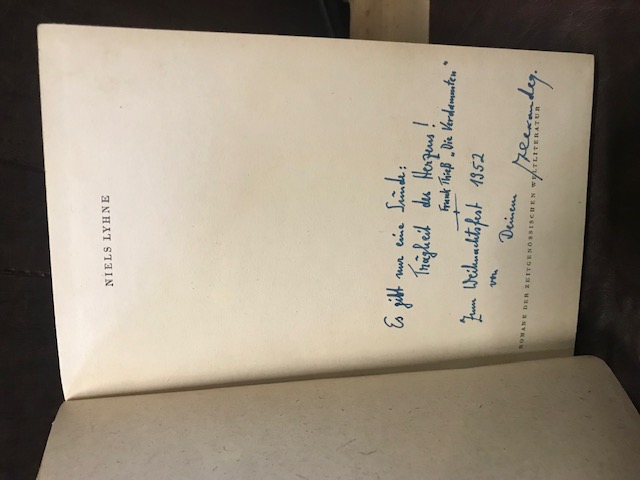 NIELS LYHNE
Es gibt nur eine Sünde:
Trägheit des Herzens!
Frank Thieß „Die Verdammten“
Zum Weihnachtsfest 1952
von
Deinem Alexander.
ROMANE DER ZEITGENÖSSISCHEN WELTLITERATUR